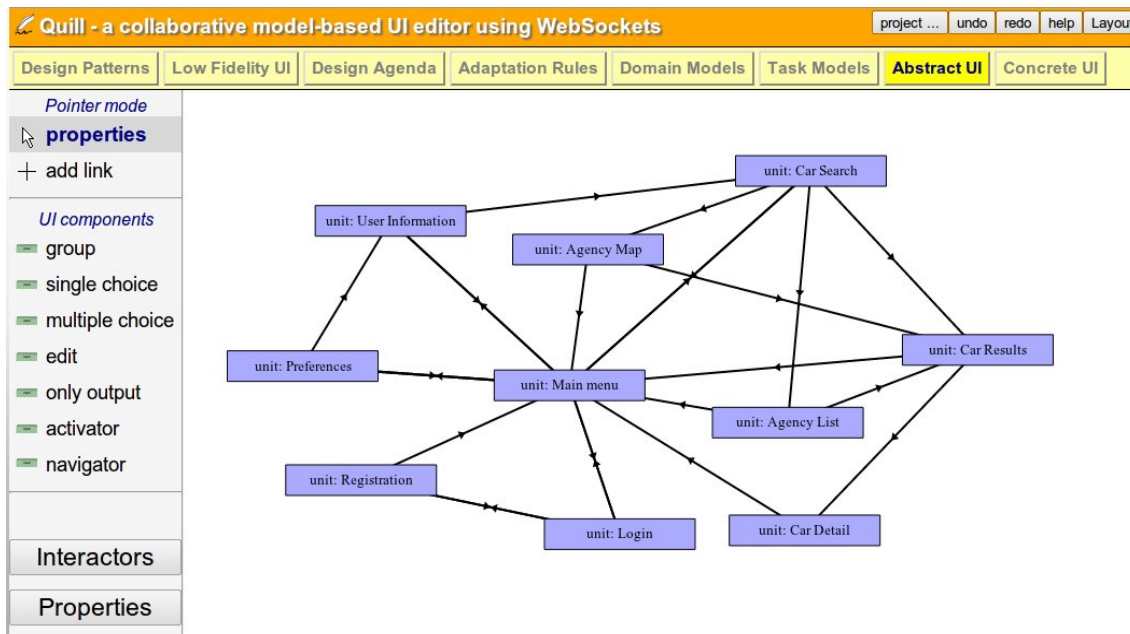 Quill - a collaborative model-based UI editor using WebSockets
project ... undo redo help Layou
Design Patterns Low Fidelity UI Design Agenda Adaptation Rules Domain Models Task Models Abstract UI Concrete UI
Pointer mode
properties
add link
UI components
group
single choice
multiple choice
edit
only output
activator
navigator
Interactors
Properties
unit: Car Search
unit: User Information
unit: Agency Map
unit: Car Results
unit: Preferences
unit: Main menu
unit: Agency List
unit: Registration
unit: Login
unit: Car Detail